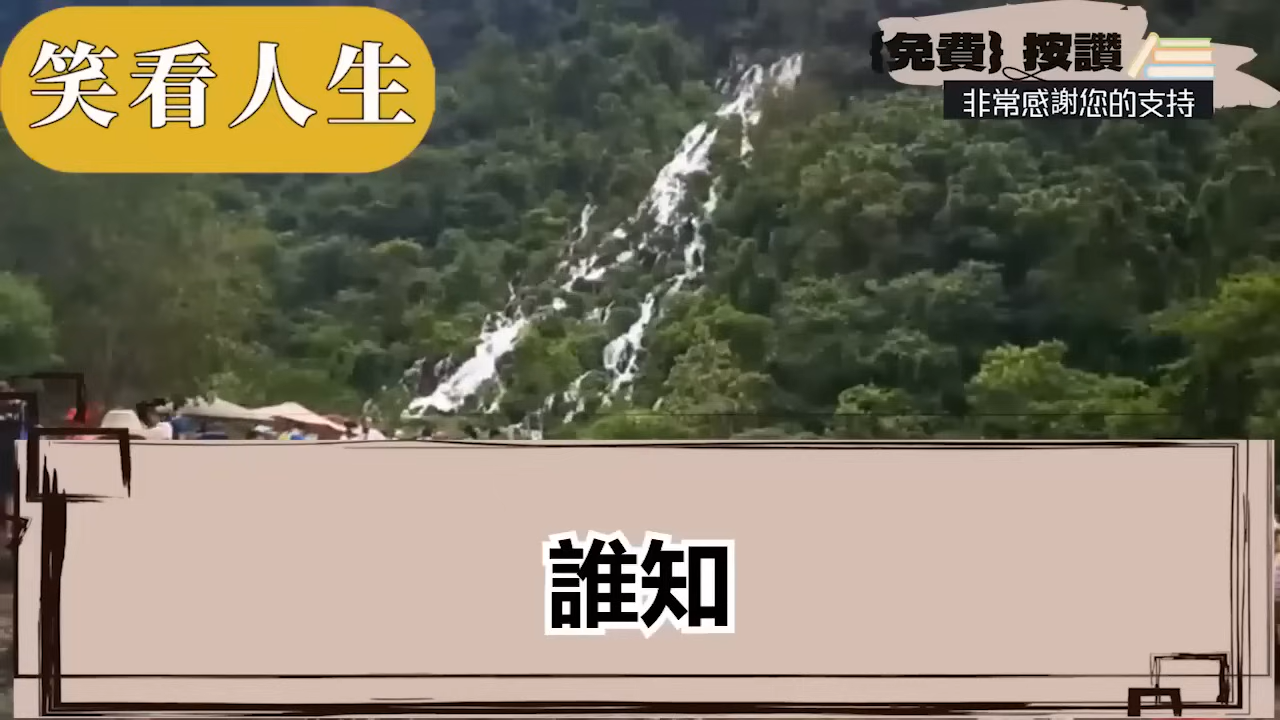 笑看人生
{免費} 按讚
非常感謝您的支持
誰知